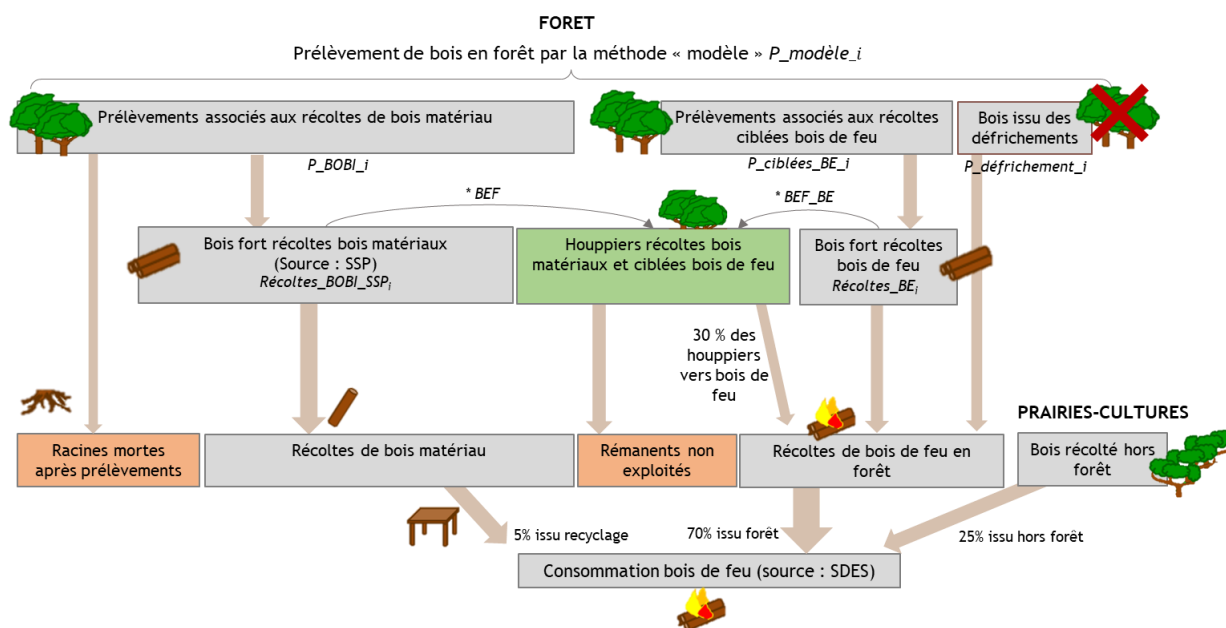 FORET
Prélèvement de bois en forêt par la méthode « modèle » P_modèle_i
Prélèvements associés aux récoltes de bois matériau
Prélèvements associés aux récoltes
ciblées bois de feu
Bois issu des
défrichements
P_BOBI_i
P_ciblées_BE_i
P_défrichement_i
* BEF
* BEF_BE
Bois fort récoltes bois matériaux
(Source : SSP)
Récoltes_BOBI_SSPi
Houppiers récoltes bois
matériaux et ciblées bois de feu
Bois fort récoltes
bois de feu
Récoltes_BEi
30 % des
houppiers
vers bois de
feu
PRAIRIES-CULTURES
Racines mortes
après prélèvements
Récoltes de bois matériau
Rémanents non
exploités
Récoltes de bois de feu en
forêt
Bois récolté hors
forêt
5% issu recyclage
70% issu forêt
25% issu hors forêt
Consommation bois de feu (source : SDES)